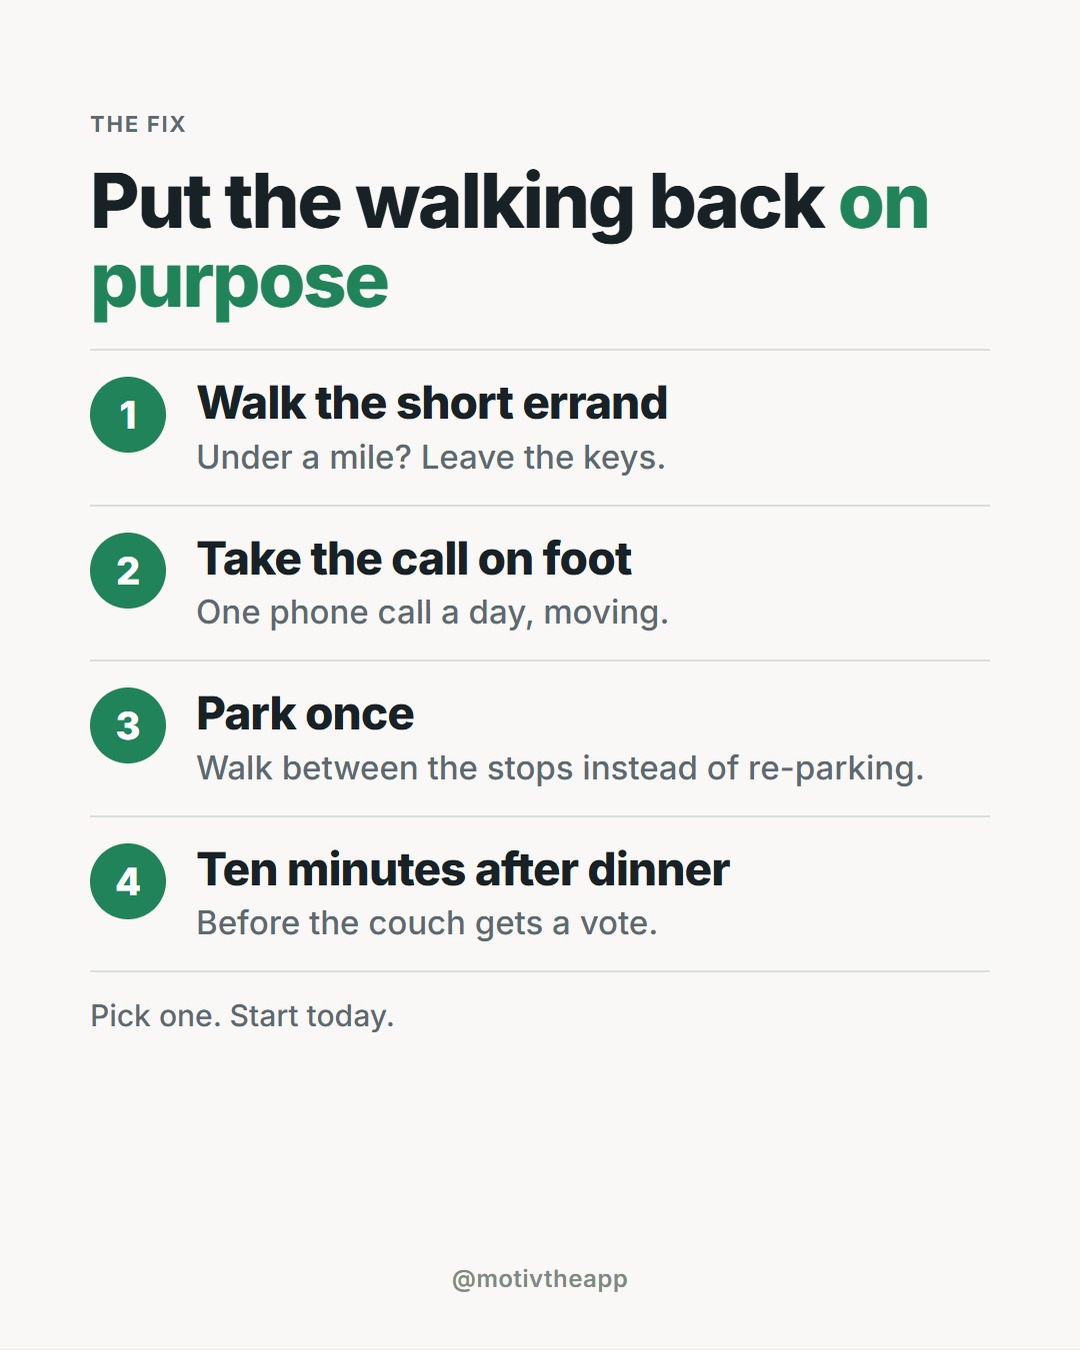 THE FIX
Put the walking back on
purpose
1
Walk the short errand
Under a mile? Leave the keys.
2
Take the call on foot
One phone call a day, moving.
3
Park once
Walk between the stops instead of re-parking.
4
Ten minutes after dinner
Before the couch gets a vote.
Pick one. Start today.
@motivtheapp